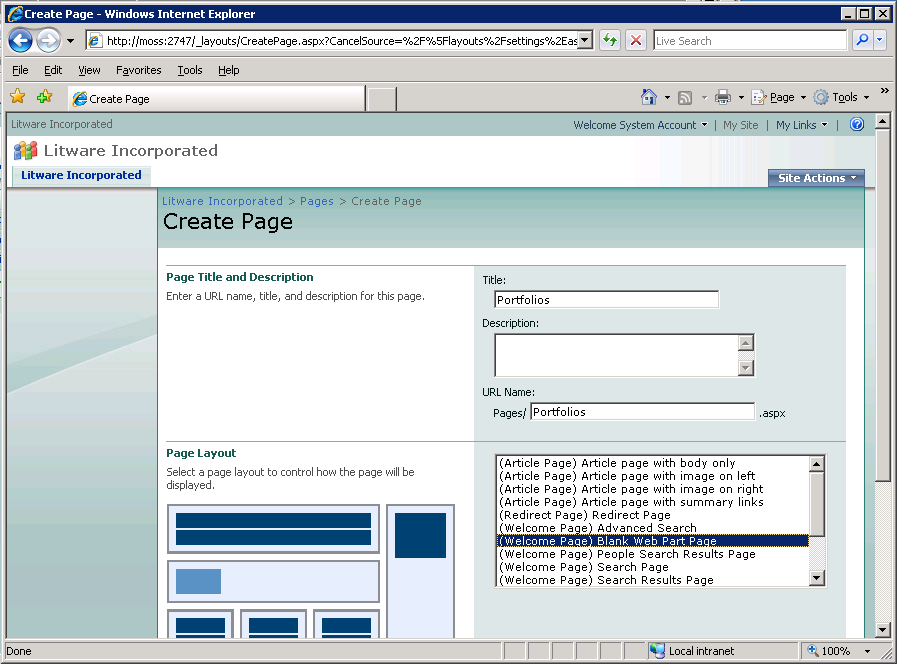 Create Page - Windows Internet Explorer
http://moss:2747/_layouts/CreatePage.aspx?CancelSource=%2F%5Flayouts%2Fsettings%2Eas
Live Search
File Edit View Favorites Tools Help
Create Page
Page Tools »
Litware Incorporated
Welcome System Account | My Site | My Links |
Litware Incorporated
Litware Incorporated
Site Actions
Litware Incorporated > Pages > Create Page
Create Page
Page Title and Description
Enter a URL name, title, and description for this page.
Title:
Portfolios
Description:
URL Name:
Pages/ Portfolios .aspx
Page Layout
Select a page layout to control how the page will be
displayed.
(Article Page) Article page with body only
(Article Page) Article page with image on left
(Article Page) Article page with image on right
(Article Page) Article page with summary links
(Redirect Page) Redirect Page
(Welcome Page) Advanced Search
(Welcome Page) Blank Web Part Page
(Welcome Page) People Search Results Page
(Welcome Page) Search Page
(Welcome Page) Search Results Page
Done
Local intranet
100%